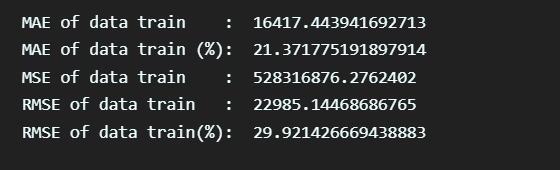 MAE of data train    :  16417.443941692713
MAE of data train (%):  21.371775191897914
MSE of data train    :  528316876.2762402
RMSE of data train   :  22985.14468686765
RMSE of data train(%):  29.921426669438883